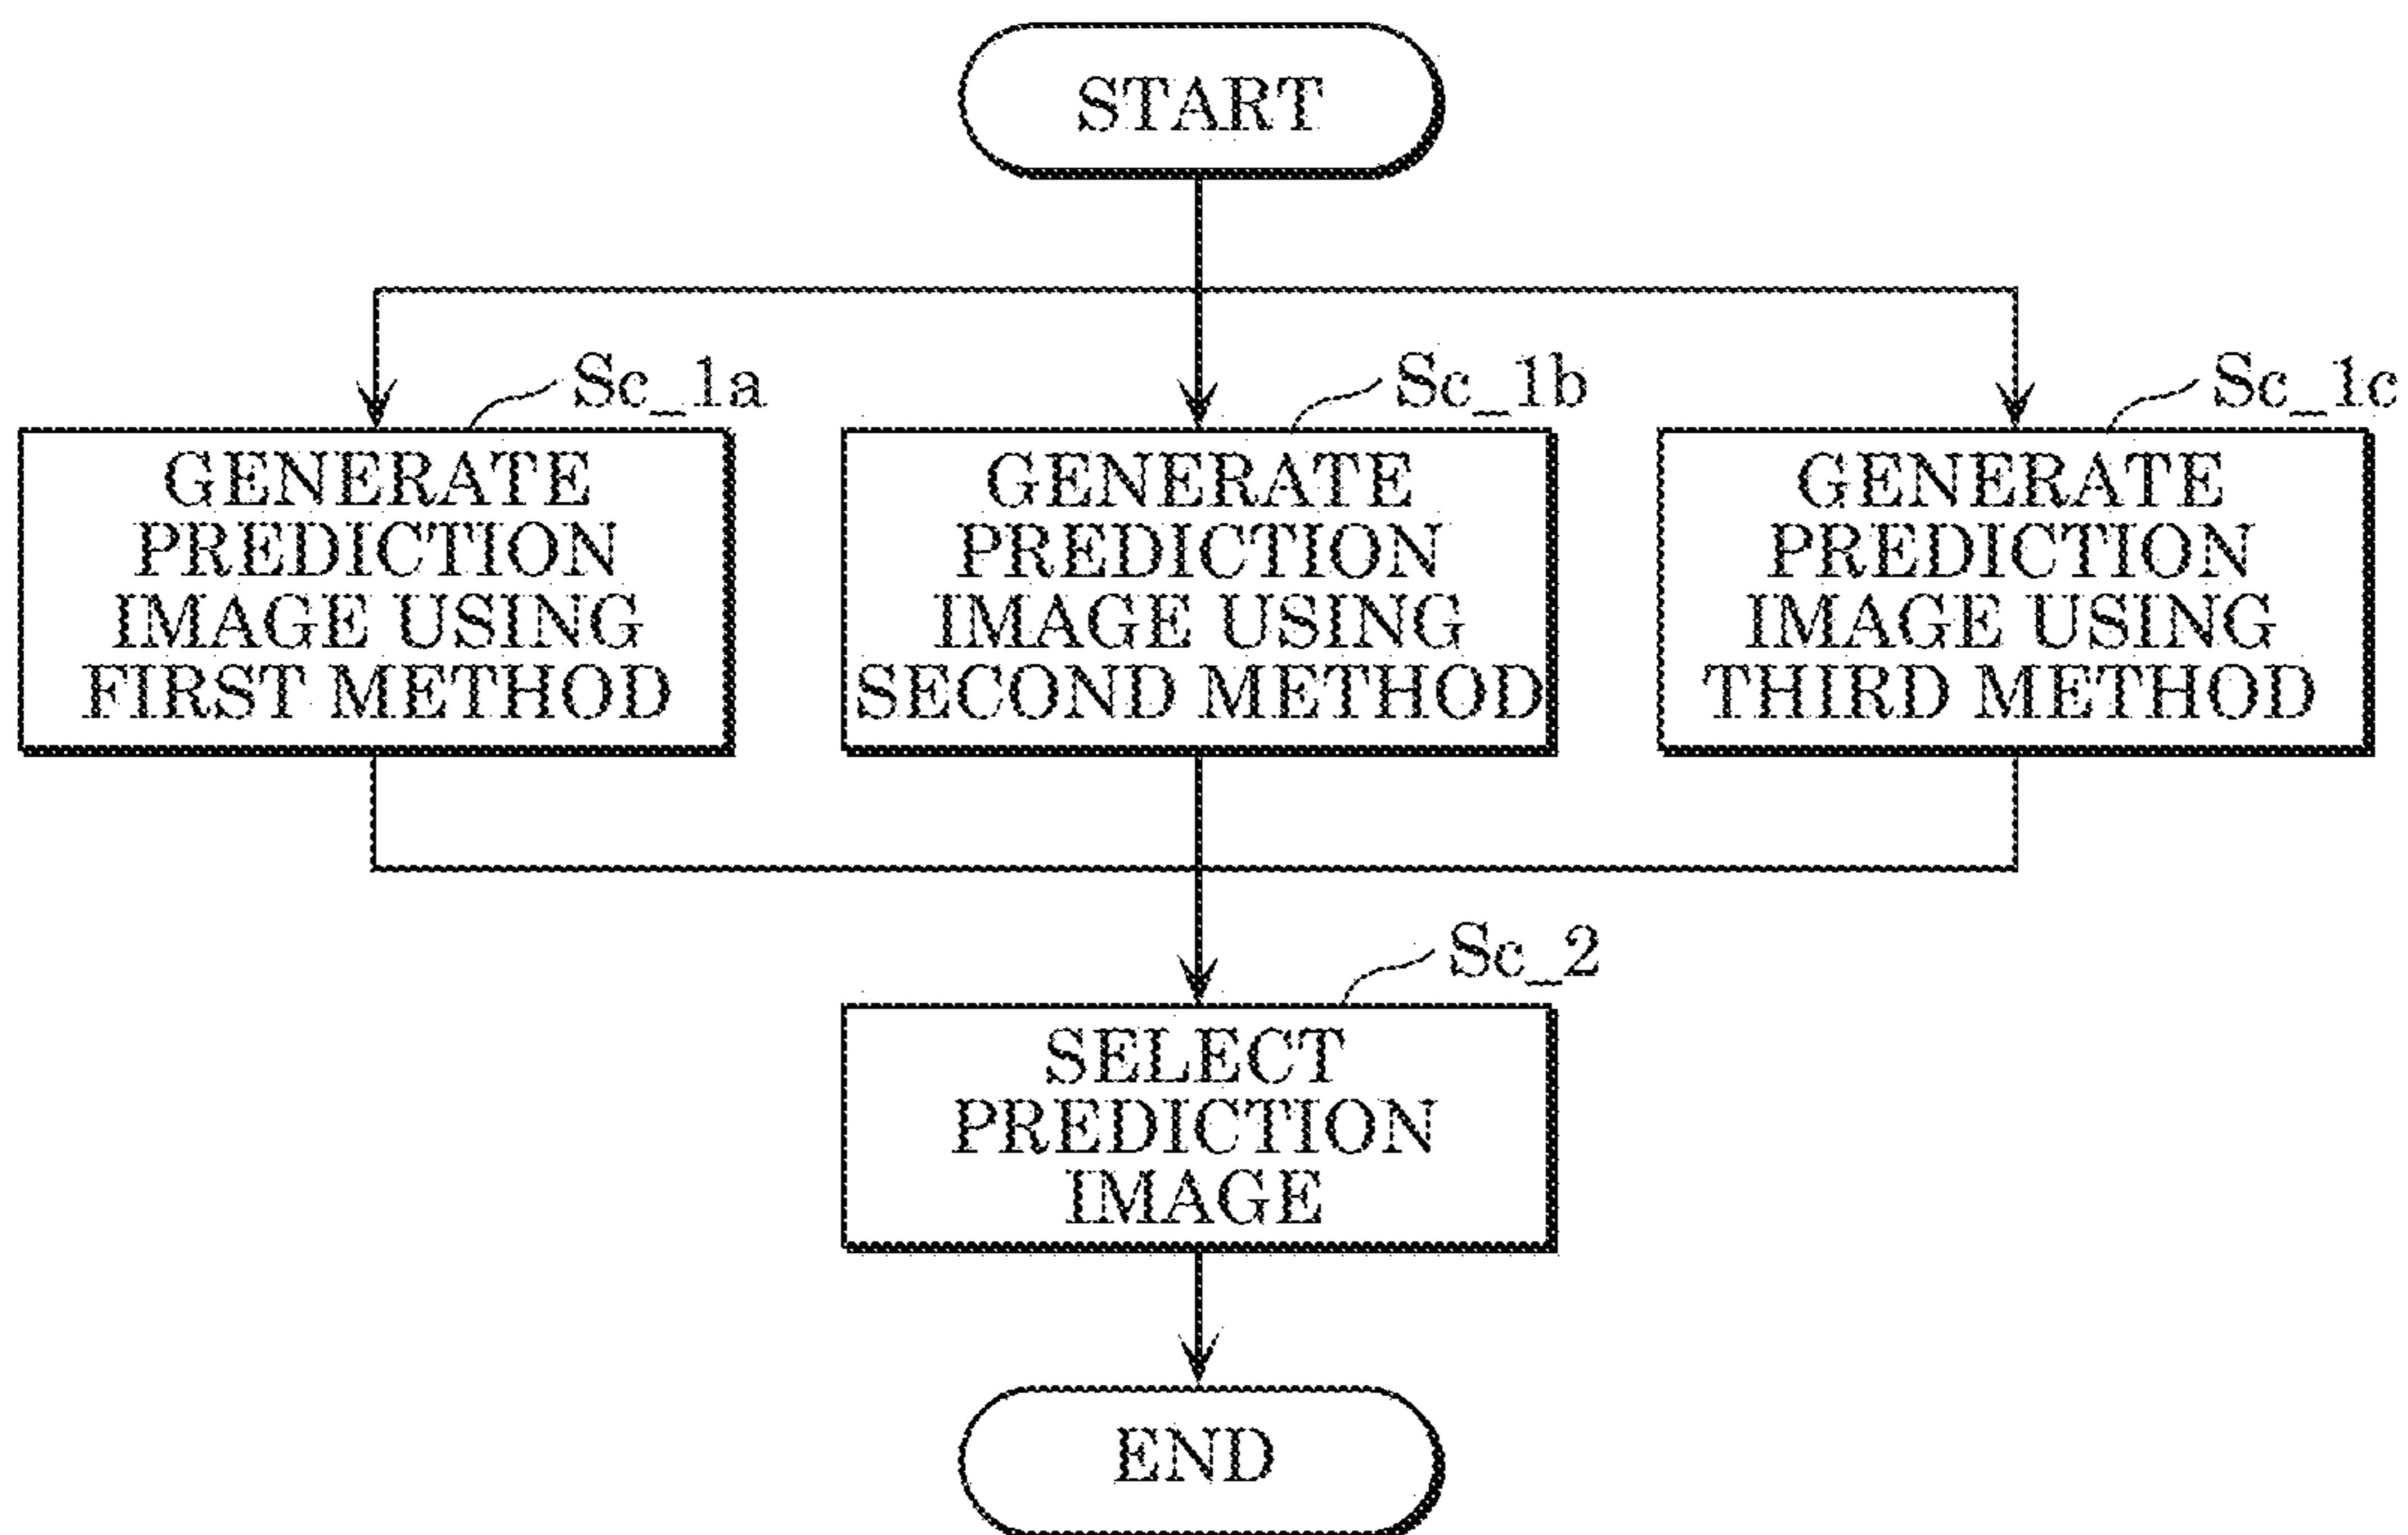 START
Sc_1a
GENERATE
PREDICTION
IMAGE USING
FIRST METHOD
Sc_1b
GENERATE
PREDICTION
IMAGE USING
SECOND METHOD
Sc_1c
GENERATE
PREDICTION
IMAGE USING
THIRD METHOD
Sc_2
SELECT
PREDICTION
IMAGE
END